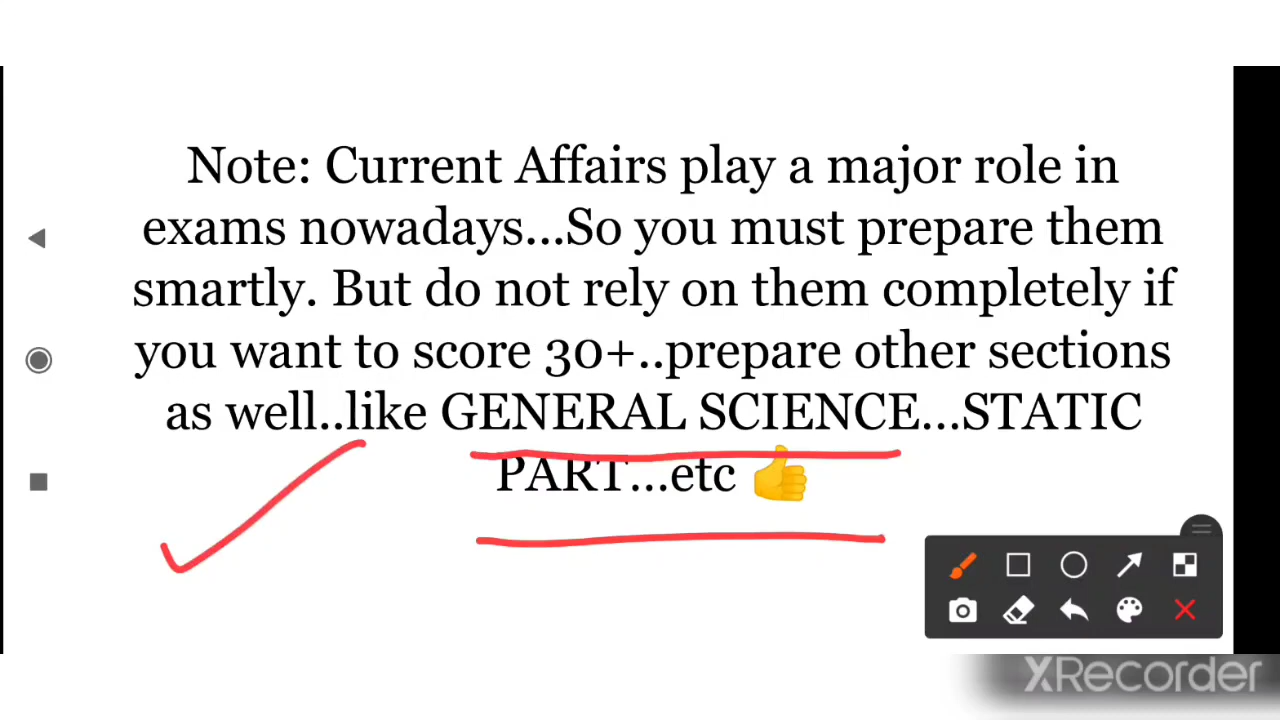 Note: Current Affairs play a major role in
exams nowadays...So you must prepare them
smartly. But do not rely on them completely if
you want to score 30+..prepare other sections
as well..like GENERAL SCIENCE...STATIC
PART...etc 👍
XRecorder